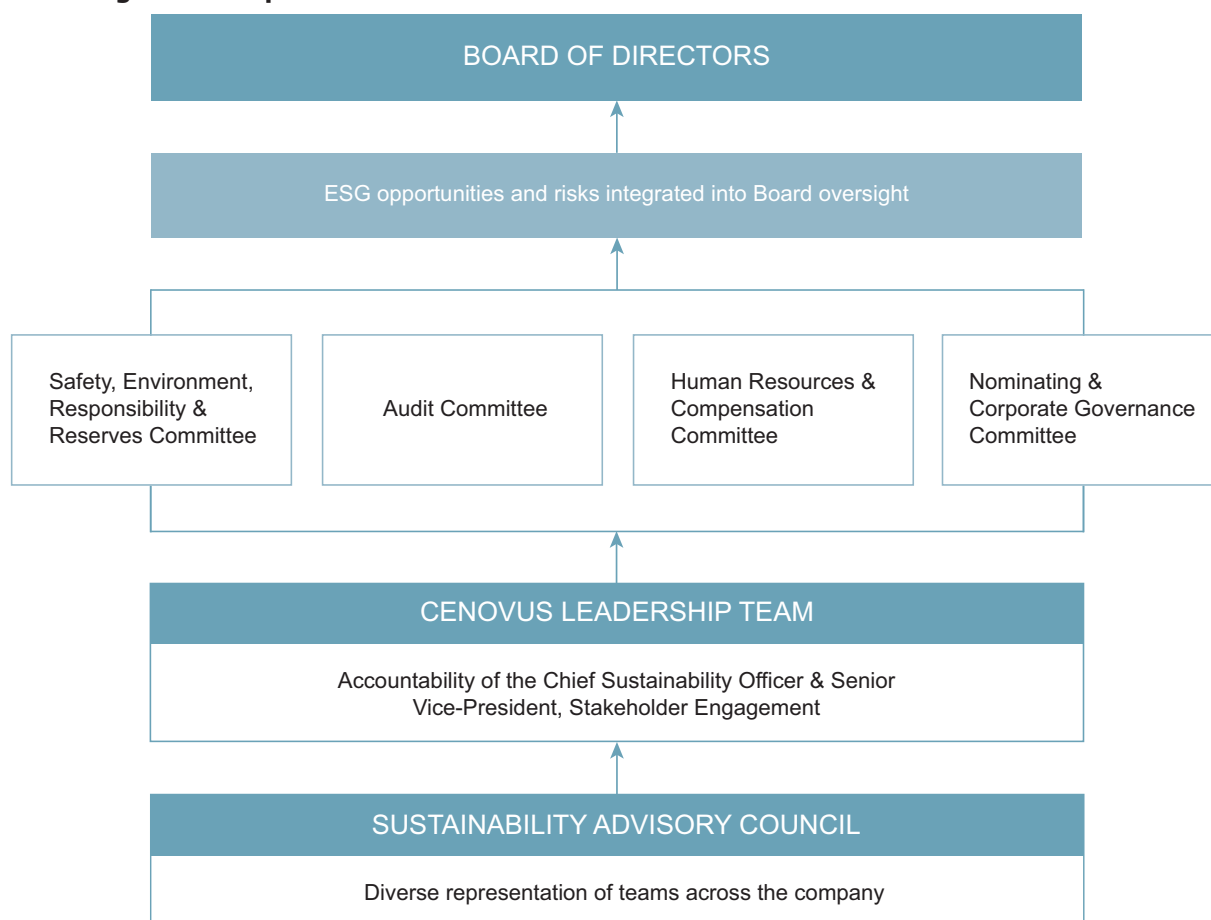 BOARD OF DIRECTORS
ESG opportunities and risks integrated into Board oversight
Safety, Environment,
Responsibility &
Reserves Committee
Audit Committee
Human Resources &
Compensation
Committee
Nominating &
Corporate Governance
Committee
CENOVUS LEADERSHIP TEAM
Accountability of the Chief Sustainability Officer & Senior
Vice-President, Stakeholder Engagement
SUSTAINABILITY ADVISORY COUNCIL
Diverse representation of teams across the company